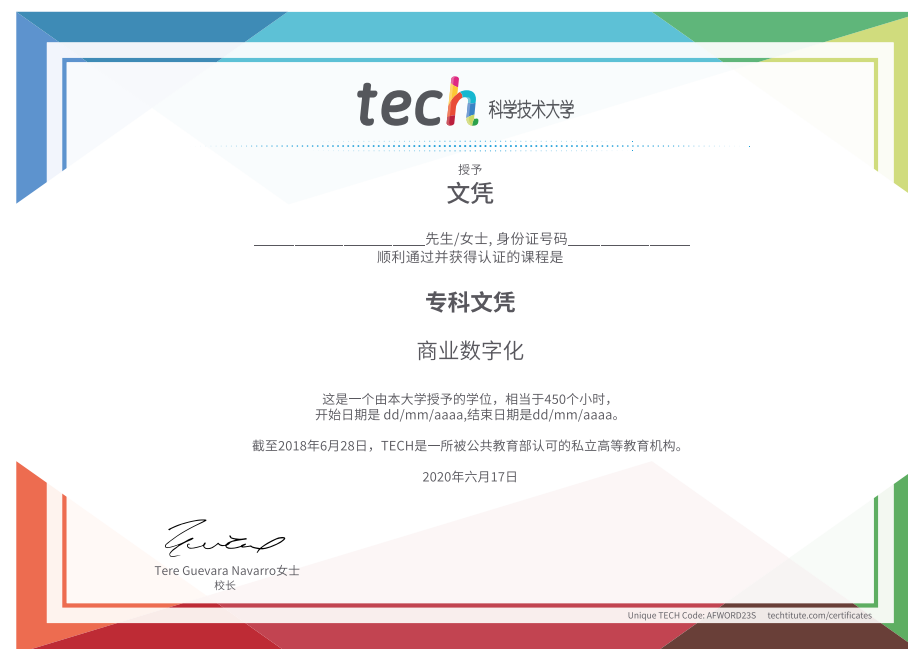 tech 科学技术大学
授予
文凭
______________________先生/女士, 身份证号码_______________
顺利通过并获得认证的课程是
专科文凭
商业数字化
这是一个由本大学授予的学位，相当于450个小时，
开始日期是 dd/mm/aaaa,结束日期是dd/mm/aaaa。
截至2018年6月28日，TECH是一所被公共教育部认可的私立高等教育机构。
2020年六月17日
Tere Guevara Navarro女士
校长
Unique TECH Code: AFWORD23S techtitute.com/certificates